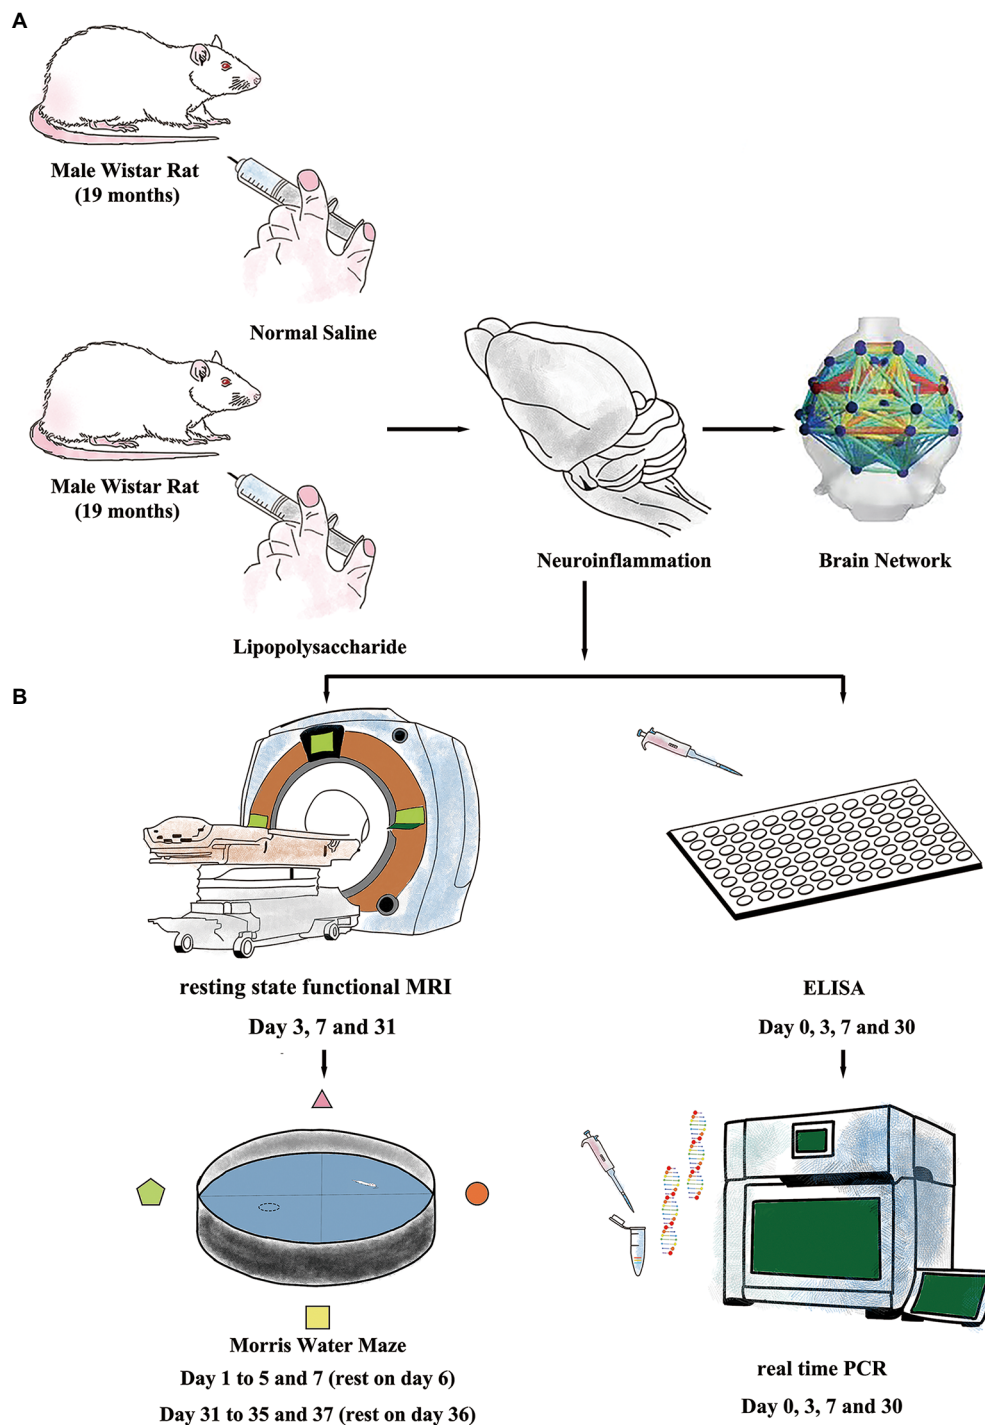 A
Male Wistar Rat
(19 months)
Normal Saline
Male Wistar Rat
(19 months)
Lipopolysaccharide
Neuroinflammation
Brain Network
B
resting state functional MRI
Day 3, 7 and 31
ELISA
Day 0, 3, 7 and 30
Morris Water Maze
Day 1 to 5 and 7 (rest on day 6)
Day 31 to 35 and 37 (rest on day 36)
real time PCR
Day 0, 3, 7 and 30